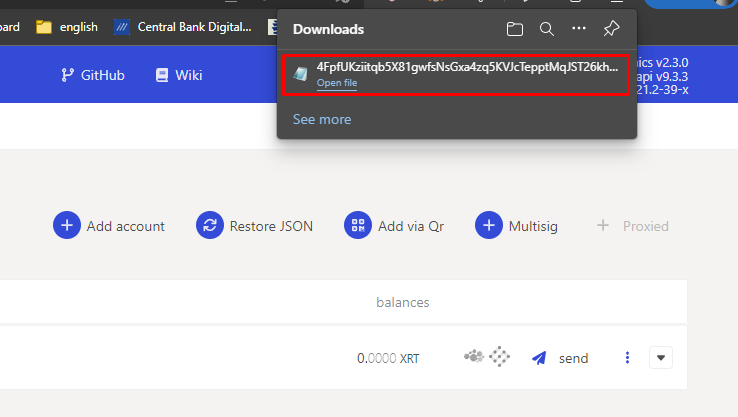 Downloads
oard
english
Central Bank Digital...
4FpfUKziitqb5X81gwfsNsGxa4zq5KVJcTepptMqJST26kh...
Open file
See more
GitHub
Wiki
nics v2.3.0
api v9.3.3
21.2-39-x
Add account
Restore JSON
Add via Qr
Multisig
Proxied
balances
0.0000 XRT
send